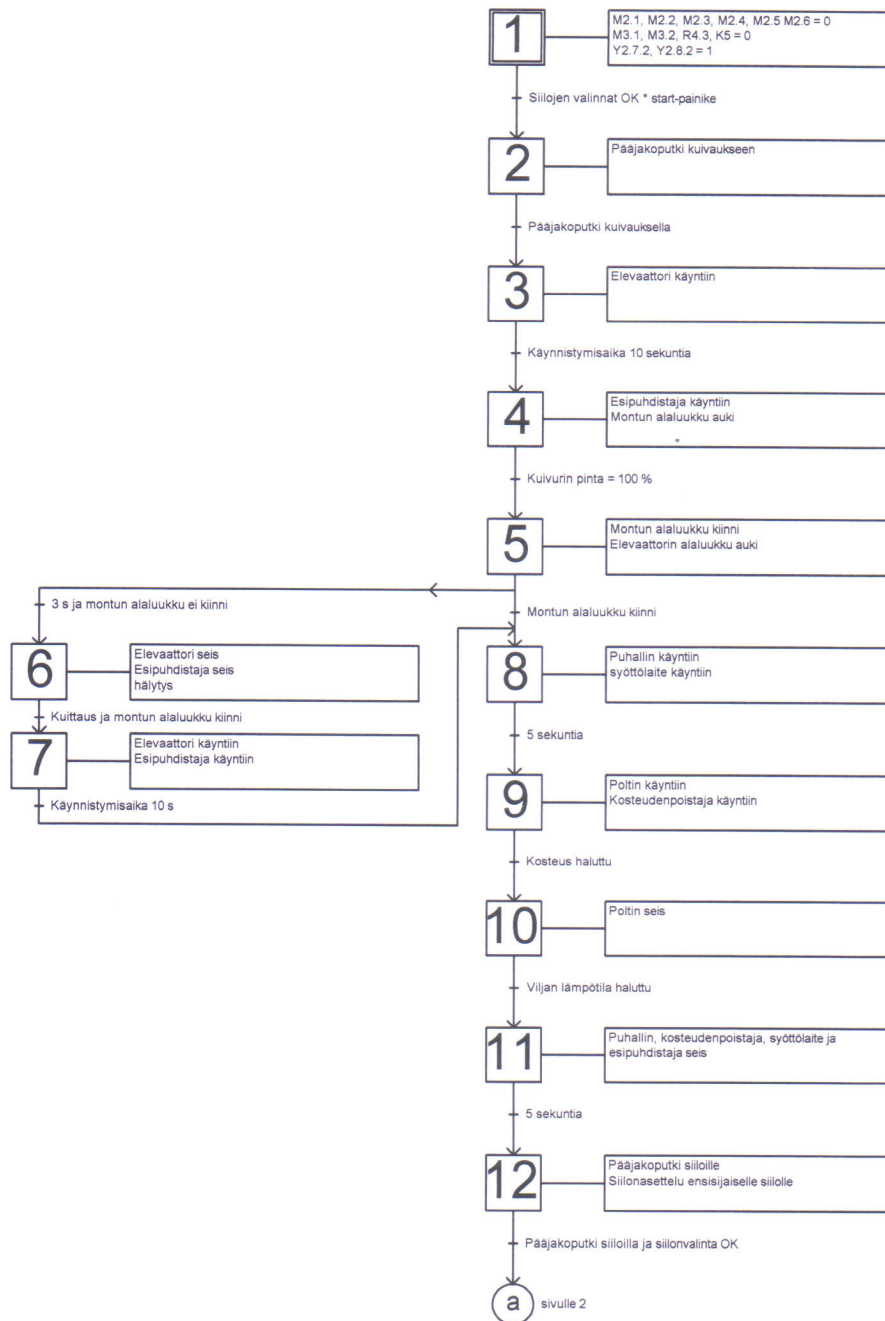 1
M2.1, M2.2, M2.3, M2.4, M2.5 M2.6 = 0
M3.1, M3.2, R4.3, K5 = 0
Y2.7.2, Y2.8.2 = 1
Siilojen valinnat OK * start-painike
2
Pääjakoputki kuivaukseen
Pääjakoputki kuivauksella
3
Elevaattori käyntiin
Käynnistymisaika 10 sekuntia
4
Esipuhdistaja käyntiin
Montun alaluukku auki
*
Kuivurin pinta = 100 %
5
Montun alaluukku kiinni
Elevaattorin alaluukku auki
3 s ja montun alaluukku ei kiinni
Montun alaluukku kiinni
6
Elevaattori seis
Esipuhdistaja seis
hälytys
Kuittaus ja montun alaluukku kiinni
7
Elevaattori käyntiin
Esipuhdistaja käyntiin
Käynnistymisaika 10 s
8
Puhallin käyntiin
syöttölaite käyntiin
5 sekuntia
9
Poltin käyntiin
Kosteudenpoistaja käyntiin
Kosteus haluttu
10
Poltin seis
Viljan lämpötila haluttu
11
Puhallin, kosteudenpoistaja, syöttölaite ja
esipuhdistaja seis
5 sekuntia
12
Pääjakoputki siiloille
Siilonasettelu ensisijaiselle siilolle
Pääjakoputki siiloilla ja siilonvalinta OK
a
sivulle 2